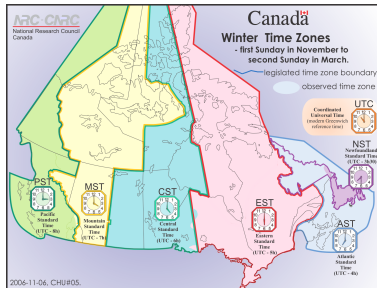 NRC CNRC
National Research Council
Canada
Canada
Winter Time Zones
- first Sunday in November to
second Sunday in March.
legislated time zone boundary
observed time zone
UTC
Coordinated
Universal Time
(modern Greenwich
reference time)
NST
Newfoundland
Standard Time
(UTC - 3h30)
PST
Pacific
Standard
Time
(UTC - 8h)
MST
Mountain
Standard
Time
(UTC - 7h)
CST
Central
Standard
Time
(UTC - 6h)
EST
Eastern
Standard
Time
(UTC - 5h)
AST
Atlantic
Standard
Time
(UTC - 4h)
2006-11-06, CHU#05.